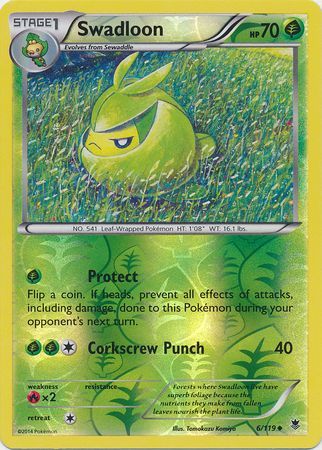 STAGE1
Swadloon
HP 70
Evolves from Sewaddle
NO. 541 Leaf-Wrapped Pokémon HT: 1'08" WT: 16.1 lbs.
Protect
Flip a coin. If heads, prevent all effects of attacks,
including damage, done to this Pokémon during your
opponent's next turn.
Corkscrew Punch 40
weakness resistance
×2
retreat
Forests where Swadloon live have
superb foliage because the
nutrients they make from fallen
leaves nourish the plant life.
©2014 Pokémon
Illus. Tomokazu Komiya
6/119